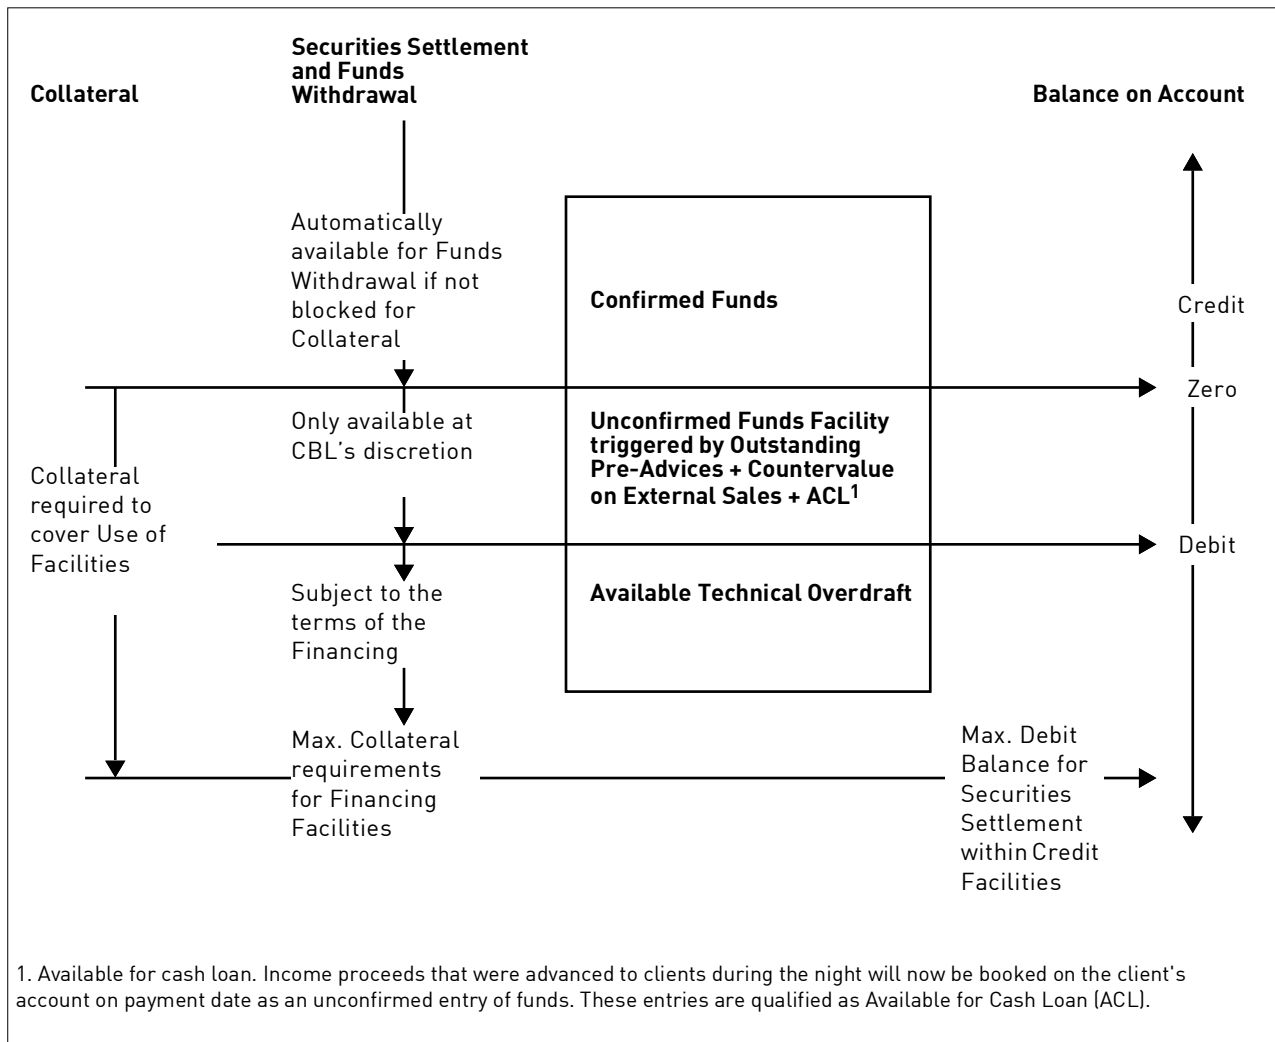 Collateral
Securities Settlement
and Funds
Withdrawal
Balance on Account
Automatically
available for Funds
Withdrawal if not
blocked for
Collateral
Confirmed Funds
Credit
Zero
Only available at
CBL's discretion
Unconfirmed Funds Facility
triggered by Outstanding
Pre-Advices + Countervalue
on External Sales + ACL1
Collateral
required to
cover Use of
Facilities
Debit
Subject to the
terms of the
Financing
Available Technical Overdraft
Max. Collateral
requirements
for Financing
Facilities
Max. Debit
Balance for
Securities
Settlement
within Credit
Facilities
1. Available for cash loan. Income proceeds that were advanced to clients during the night will now be booked on the client's
account on payment date as an unconfirmed entry of funds. These entries are qualified as Available for Cash Loan (ACL).